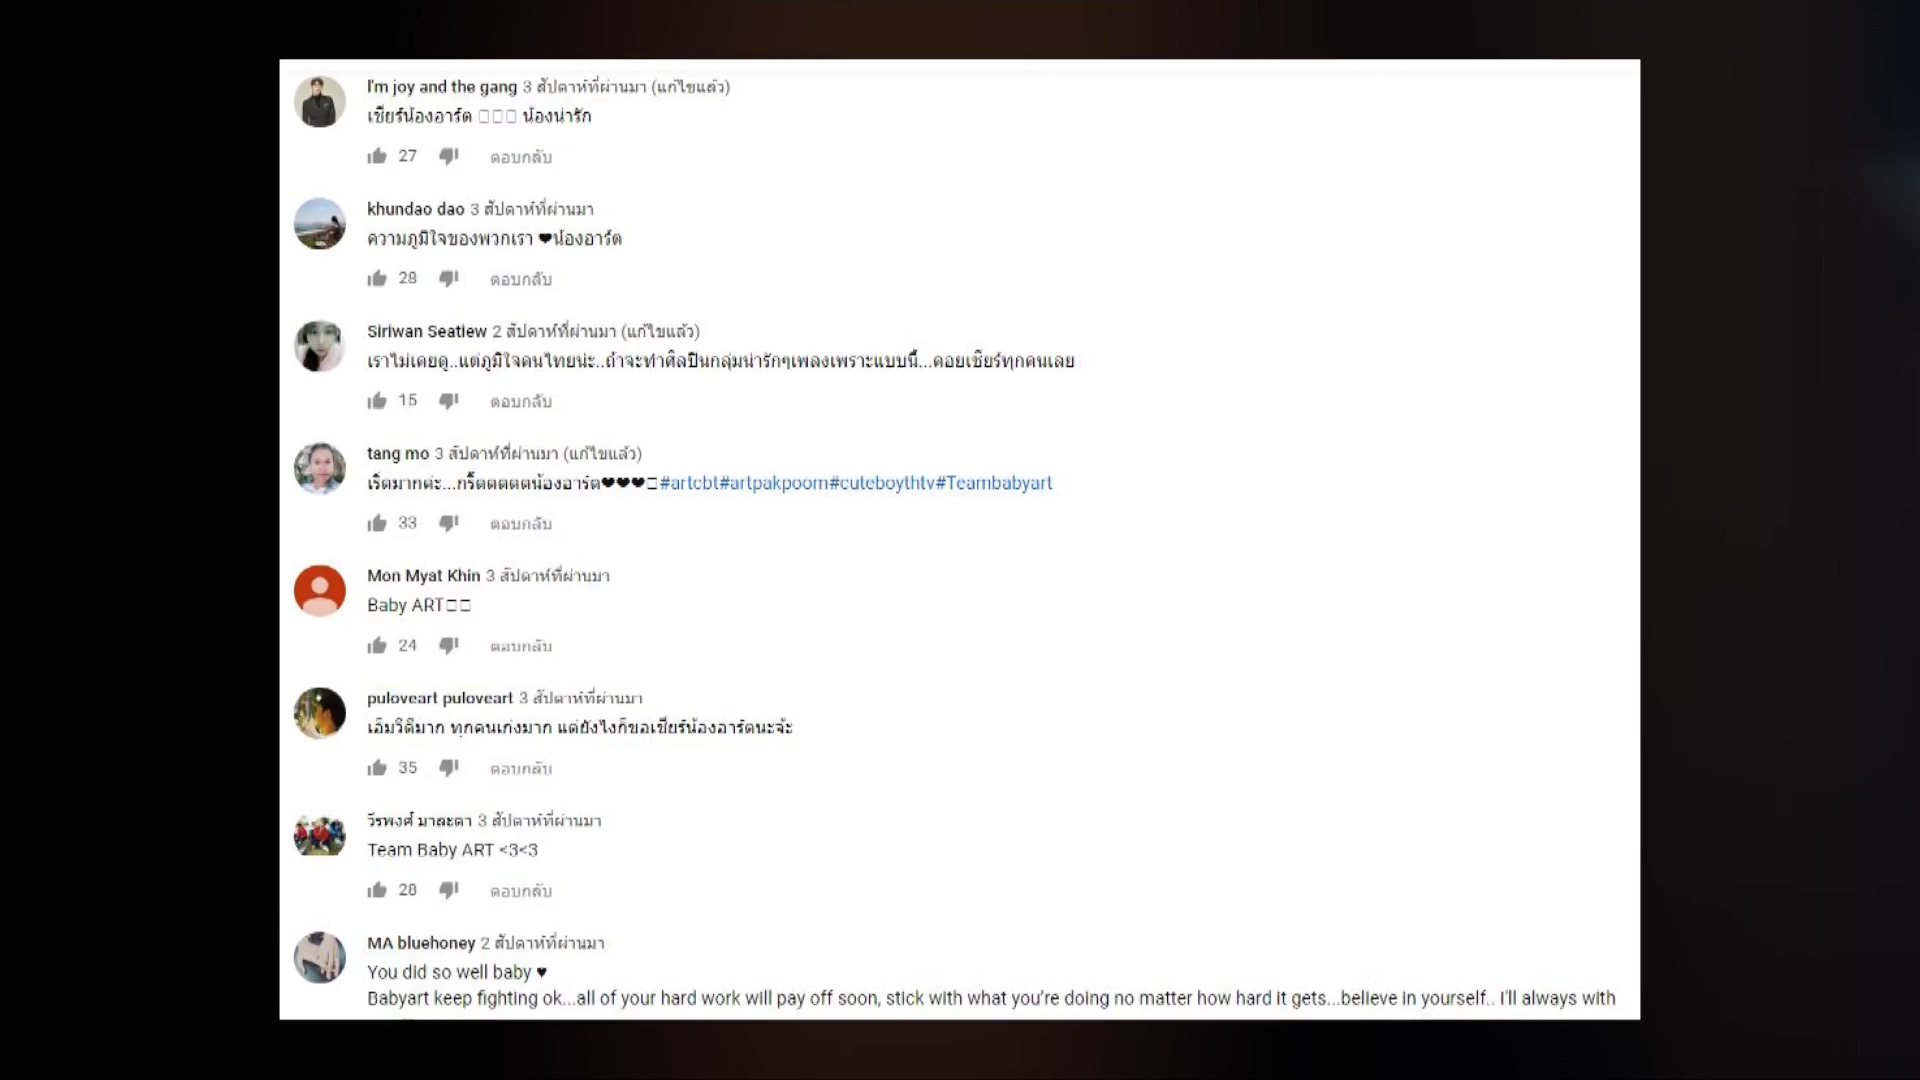 I'm joy and the gang 3 สัปดาห์ที่ผ่านมา (แก้ไขแล้ว)
เชียร์น้องอาร์ต □□□ น้องน่ารัก
27 ตอบกลับ
khundao dao 3 สัปดาห์ที่ผ่านมา
ความภูมิใจของพวกเรา ❤น้องอาร์ต
28 ตอบกลับ
Siriwan Seatiew 2 สัปดาห์ที่ผ่านมา (แก้ไขแล้ว)
เราไม่เคยดู..แต่ภูมิใจคนไทยน่ะ..ถ้าจะทำศิลปินกลุ่มน่ารักๆเพลงเพราะแบบนี้...คอยเชียร์ทุกคนเลย
15 ตอบกลับ
tang mo 3 สัปดาห์ที่ผ่านมา (แก้ไขแล้ว)
เริ่ดมากค่ะ...กรี๊ดดดดดน้องอาร์ต❤❤❤□#artcbt#artpakpoom#cuteboythtv#Teambabyart
33 ตอบกลับ
Mon Myat Khin 3 สัปดาห์ที่ผ่านมา
Baby ART□□
24 ตอบกลับ
puloveart puloveart 3 สัปดาห์ที่ผ่านมา
เอ็มวีดีมาก ทุกคนเก่งมาก แต่ยังไงก็ขอเชียร์น้องอาร์ตนะจ้ะ
35 ตอบกลับ
วีรพงศ์ มาละดา 3 สัปดาห์ที่ผ่านมา
Team Baby ART <3<3
28 ตอบกลับ
MA bluehoney 2 สัปดาห์ที่ผ่านมา
You did so well baby ♥
Babyart keep fighting ok...all of your hard work will pay off soon, stick with what you're doing no matter how hard it gets...believe in yourself.. I'll always with